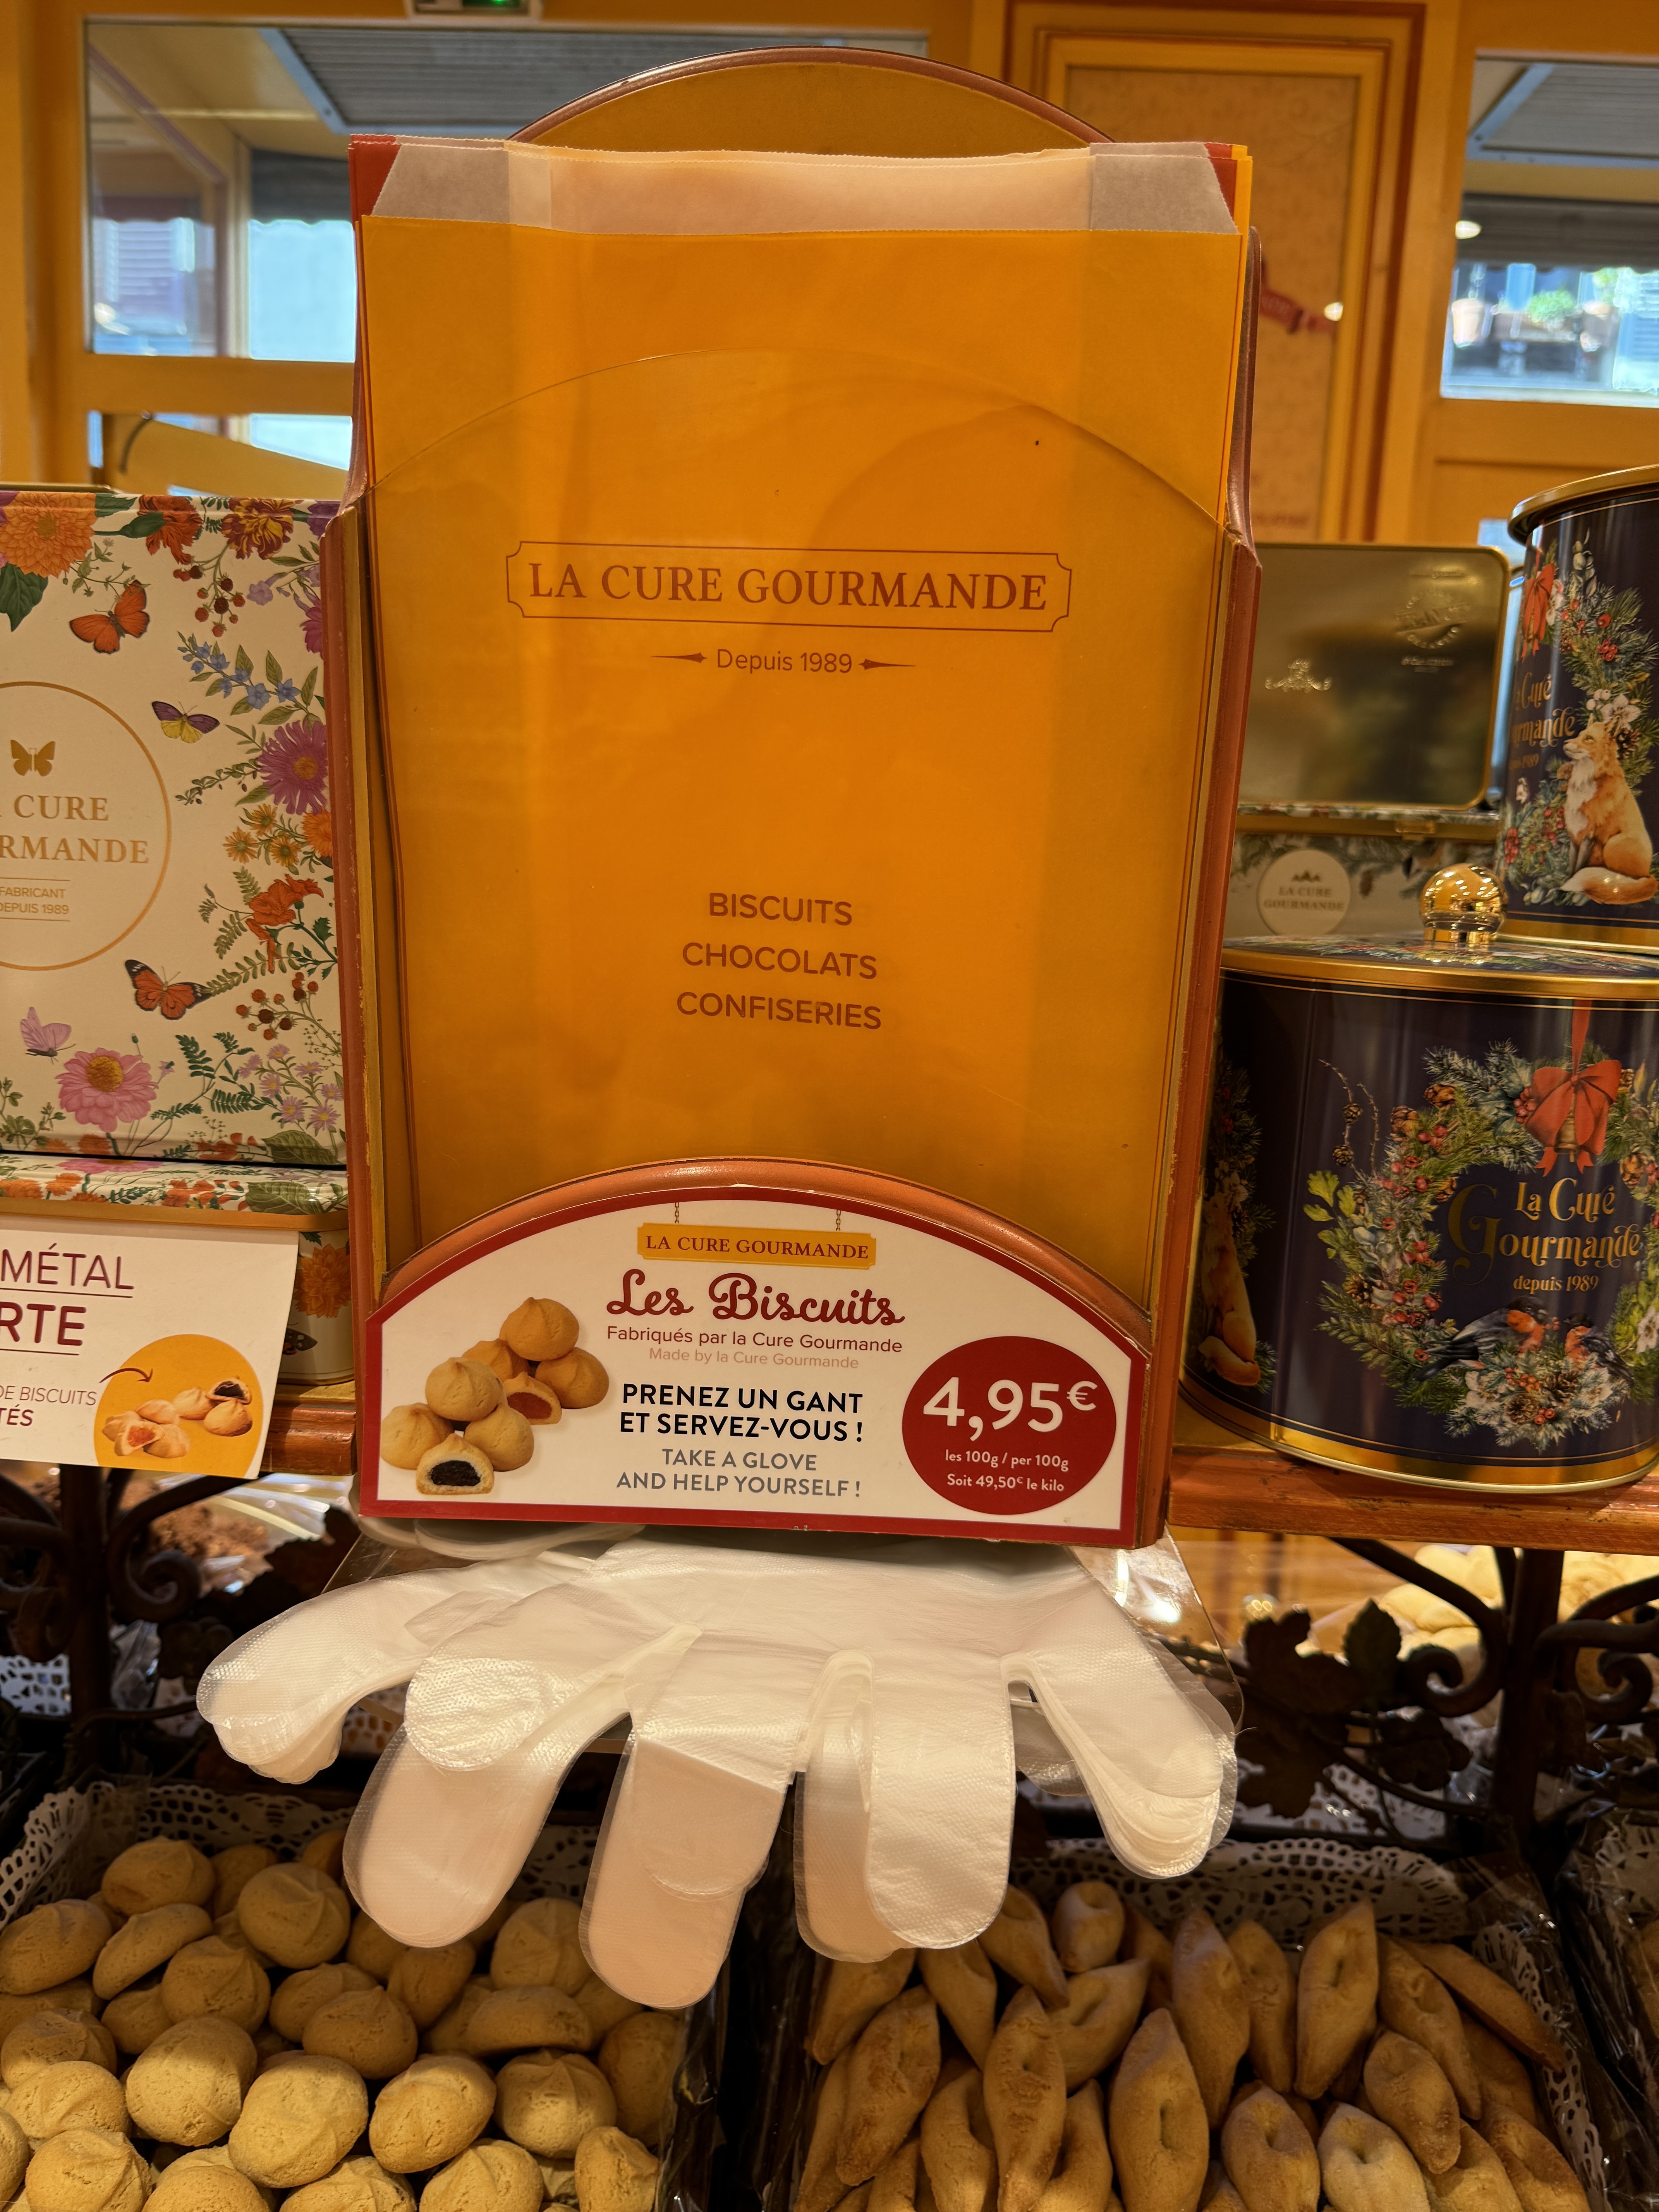 LA CURE GOURMANDE
Depuis 1989
BISCUITS
CHOCOLATS
CONFISERIES
LA CURE GOURMANDE
Les Biscuits
Fabriqués par la Cure Gourmande
Made by la Cure Gourmande
PRENEZ UN GANT
ET SERVEZ-VOUS !
TAKE A GLOVE
AND HELP YOURSELF !
4,95€
les 100g / per 100g
Soit 49,50€ le kilo
CURE
RMANDE
FABRICANT
DEPUIS 1989
MÉTAL
RTE
DE BISCUITS
TÉS
LA CURE
GOURMANDE
La Curé
Gourmande
depuis 1989